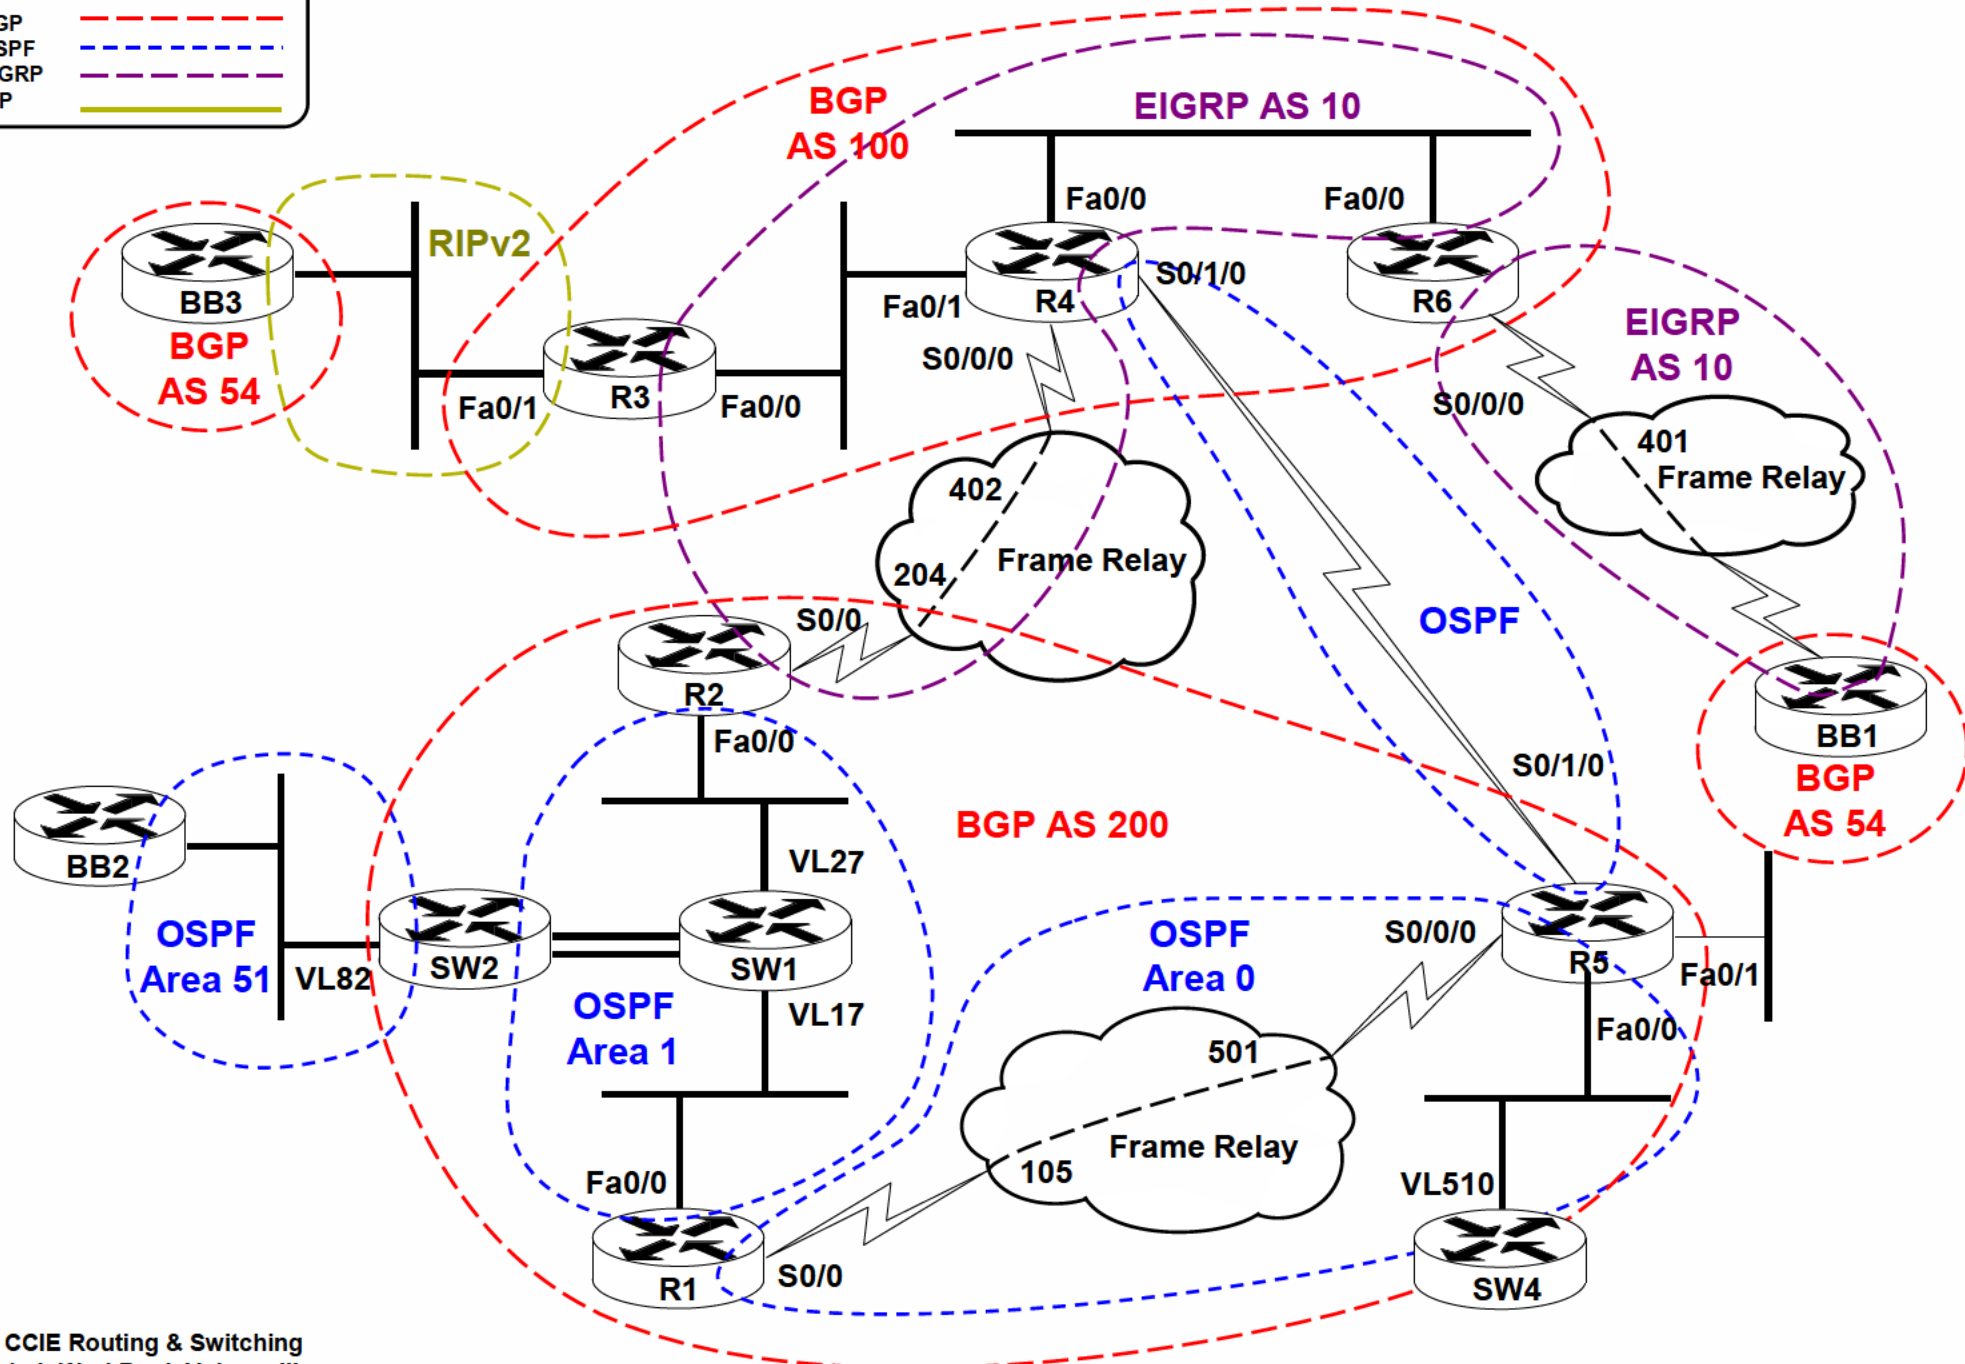 GP
SPF
GRP
P
BGP
AS 100
EIGRP AS 10
Fa0/0
Fa0/0
RIPv2
BB3
BGP
AS 54
Fa0/1
R3
Fa0/0
Fa0/1
R4
S0/1/0
S0/0/0
R6
EIGRP
AS 10
S0/0/0
401
Frame Relay
402
204
Frame Relay
S0/0
R2
Fa0/0
OSPF
S0/1/0
BB1
BGP
AS 54
BGP AS 200
VL27
BB2
OSPF
Area 51
VL82
SW2
SW1
VL17
OSPF
Area 1
OSPF
Area 0
S0/0/0
R5
Fa0/1
Fa0/0
501
Frame Relay
105
Fa0/0
R1
S0/0
VL510
SW4
CCIE Routing & Switching